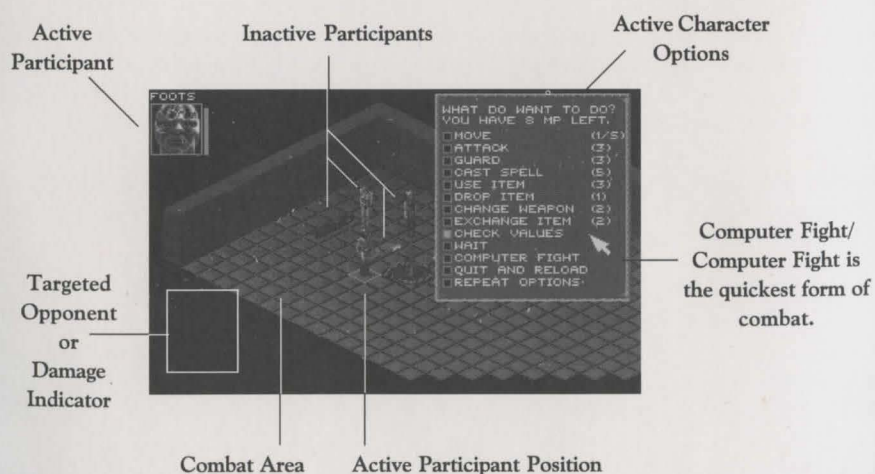 Active
Participant
Inactive Participants
Active Character
Options
FOOTS
WHAT DO WANT TO DO?
YOU HAVE 8 MP LEFT.
MOVE (1/5)
ATTACK (3)
GUARD (3)
CAST SPELL (5)
USE ITEM (3)
DROP ITEM (1)
CHANGE WEAPON (2)
EXCHANGE ITEM (2)
CHECK VALUES
WAIT
COMPUTER FIGHT
QUIT AND RELOAD
REPEAT OPTIONS
Computer Fight/
Computer Fight is
the quickest form of
combat.
Targeted
Opponent
or
Damage
Indicator
Combat Area
Active Participant Position